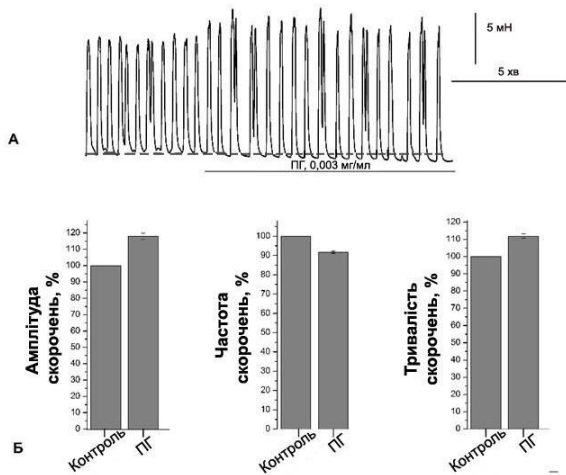 5 мН
5 хв
А
ПГ, 0,003 мг/мл
Амплітуда
скорочень, %
120
110
100
90
80
70
60
50
40
30
20
10
0
Контроль
ПГ
Частота
скорочень, %
100
90
80
70
60
50
40
30
20
10
0
Контроль
ПГ
Тривалість
скорочень, %
120
110
100
90
80
70
60
50
40
30
20
10
0
Контроль
ПГ
Б